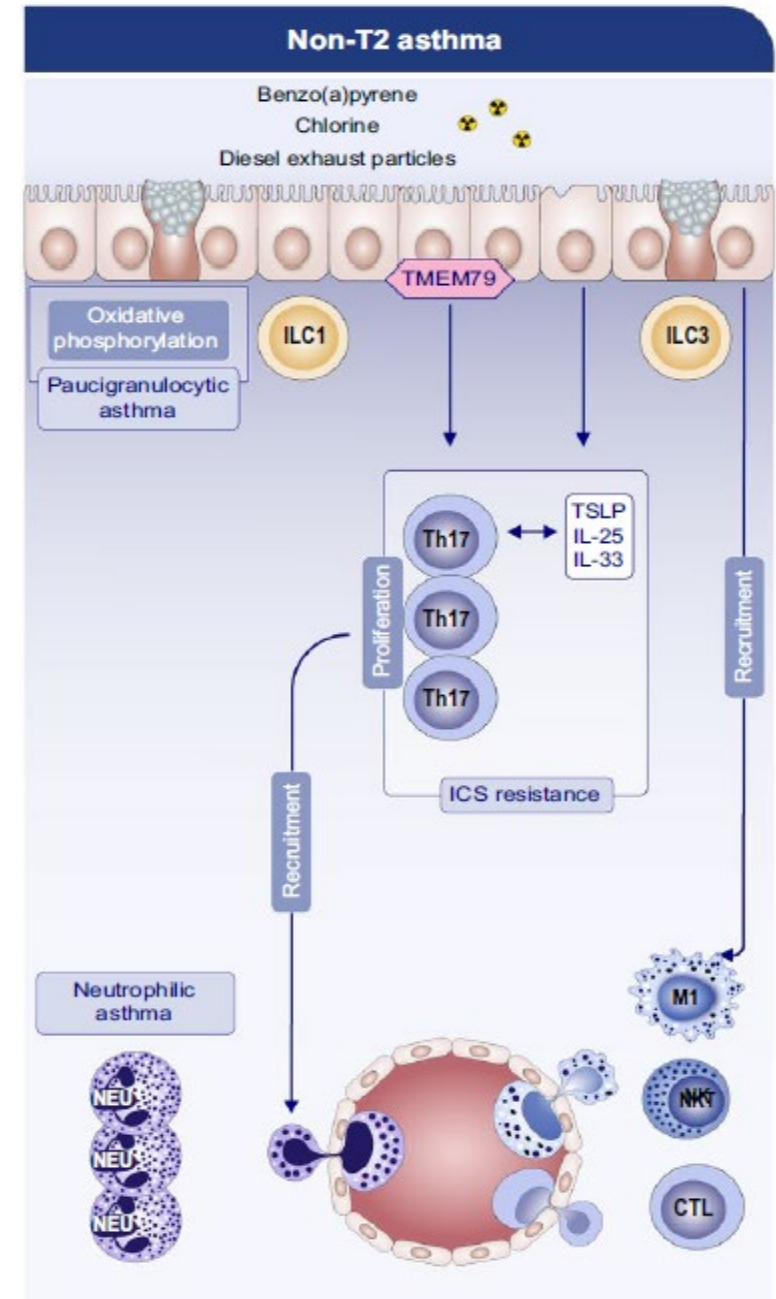 Non-T2 asthma
Benzo(a)pyrene
Chlorine
Diesel exhaust particles
TMEM79
Oxidative
phosphorylation
Paucigranulocytic
asthma
ILC1
ILC3
Th17
Th17
Th17
TSLP
IL-25
IL-33
Proliferation
Recruitment
ICS resistance
Recruitment
Neutrophilic
asthma
NEU
NEU
NEU
M1
NKT
CTL